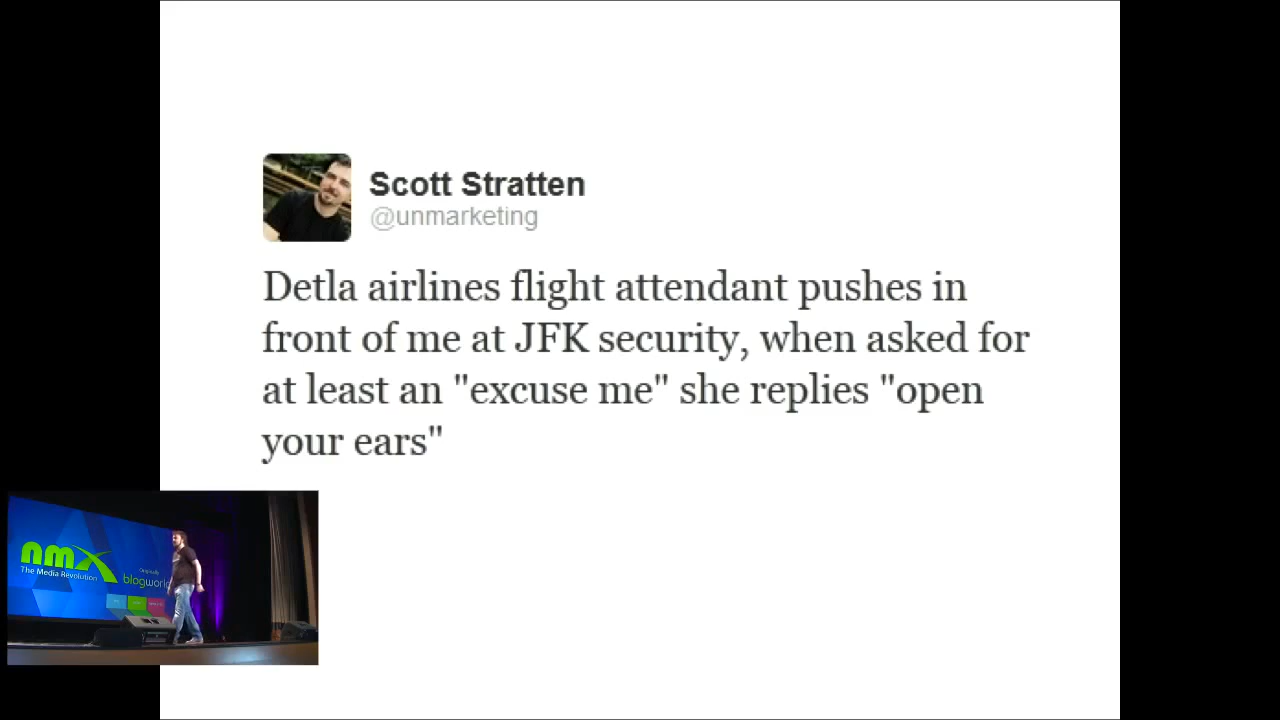 Scott Stratten
@unmarketing
Detla airlines flight attendant pushes in
front of me at JFK security, when asked for
at least an "excuse me" she replies "open
your ears"
nmx
The Media Revolution
Originally
blogworld